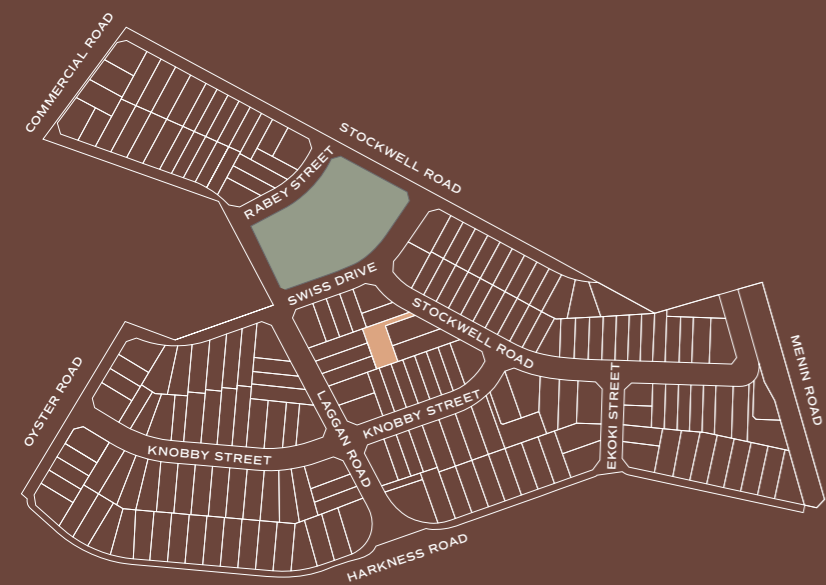 COMMERCIAL ROAD
STOCKWELL ROAD
RABEY STREET
SWISS DRIVE
STOCKWELL ROAD
MENIN ROAD
OYSTER ROAD
LAGGAN ROAD
EKOKI STREET
KNOBBY STREET
KNOBBY STREET
HARKNESS ROAD